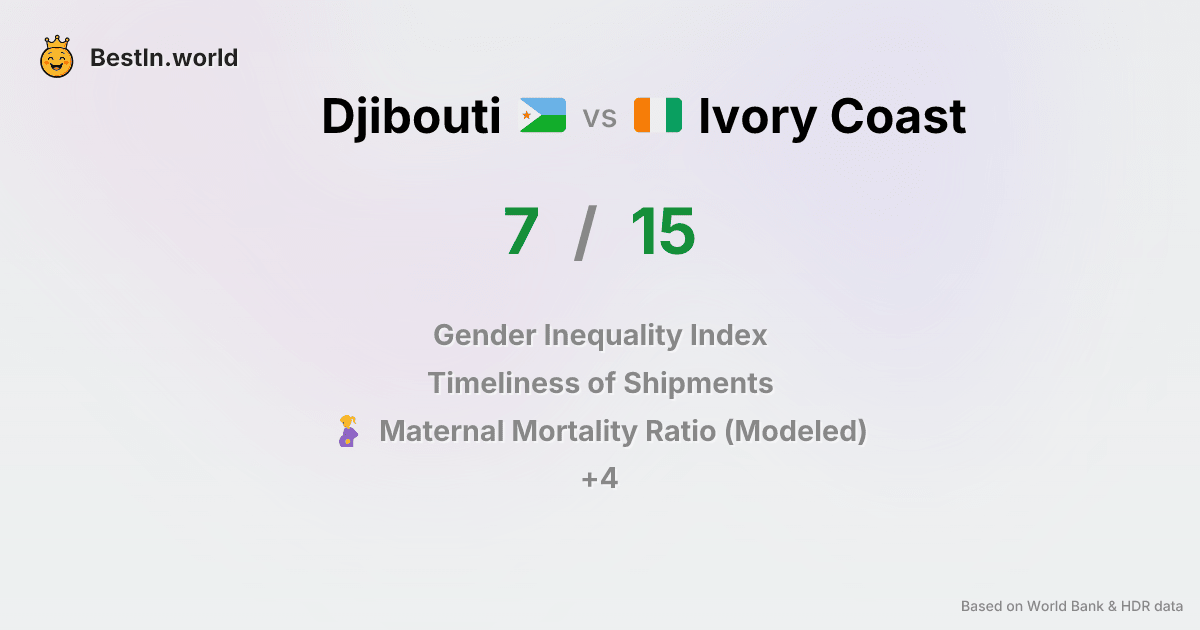 BestIn.world
Djibouti vs Ivory Coast
7 / 15
Gender Inequality Index
Timeliness of Shipments
Maternal Mortality Ratio (Modeled)
+4
Based on World Bank & HDR data